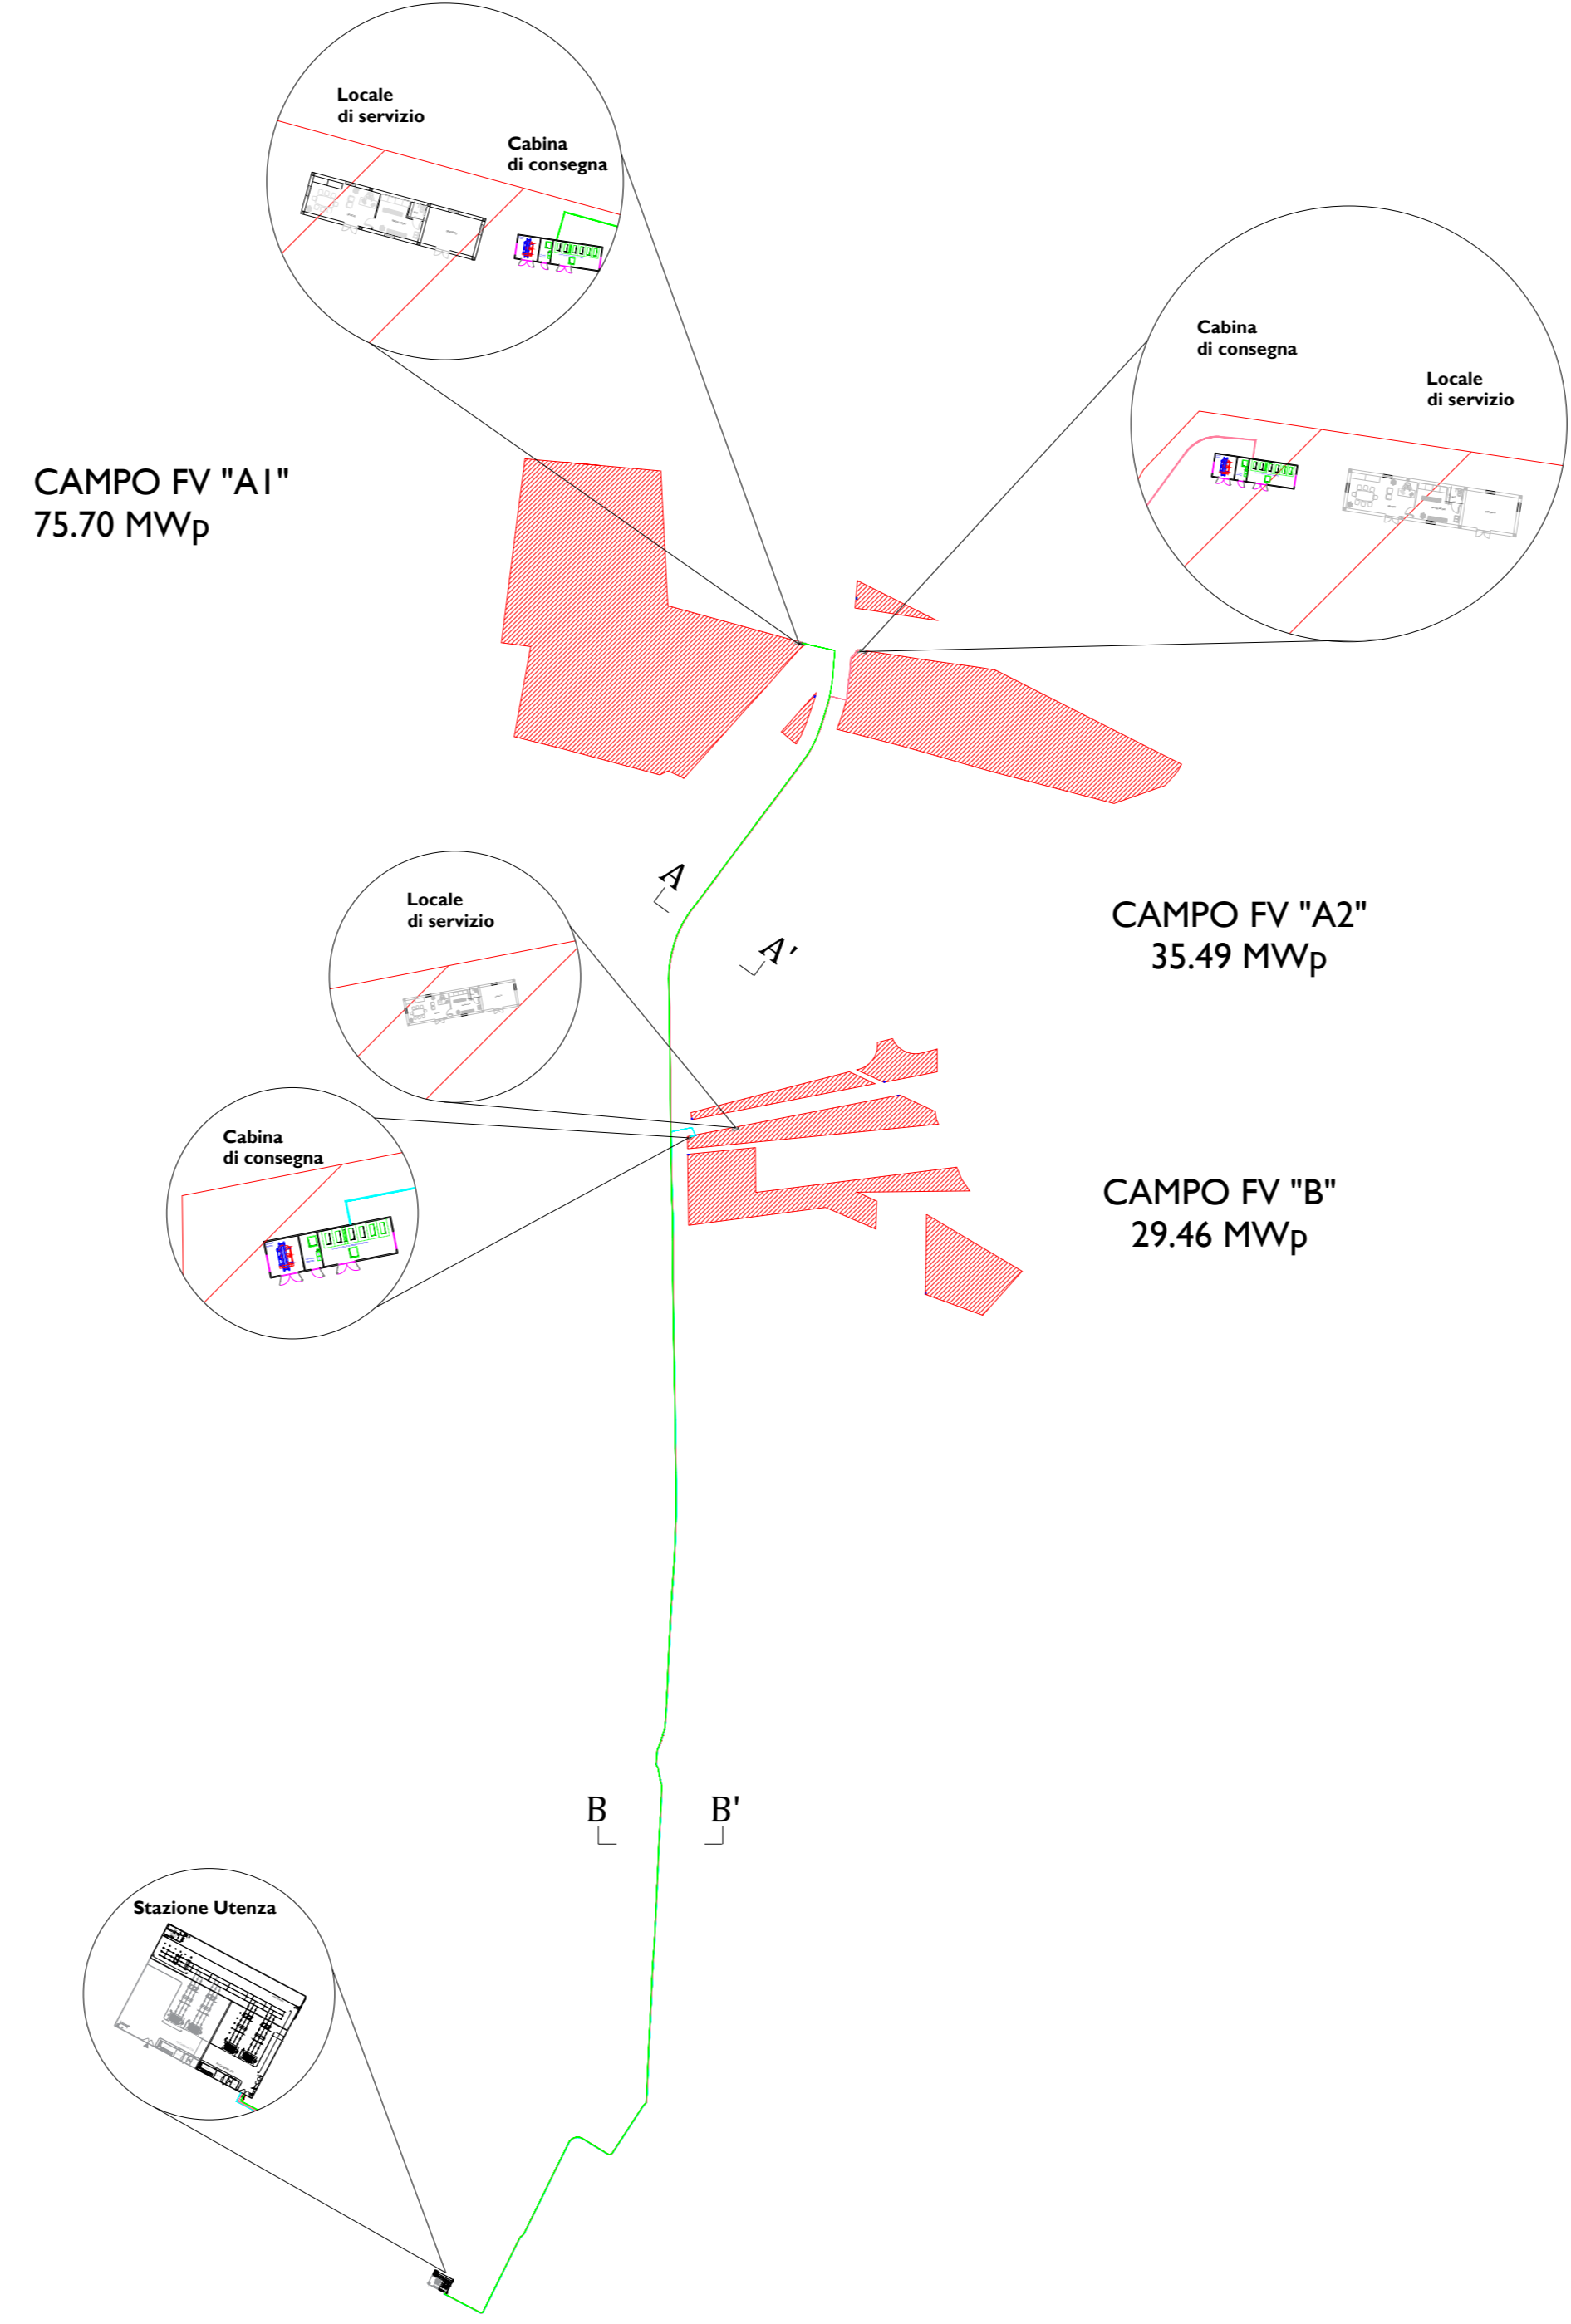 Locale
di servizio
Cabina
di consegna
Cabina
di consegna
Locale
di servizio
CAMPO FV "A1"
75.70 MWp
A
A'
Locale
di servizio
CAMPO FV "A2"
35.49 MWp
Cabina
di consegna
CAMPO FV "B"
29.46 MWp
B
B'
Stazione Utenza